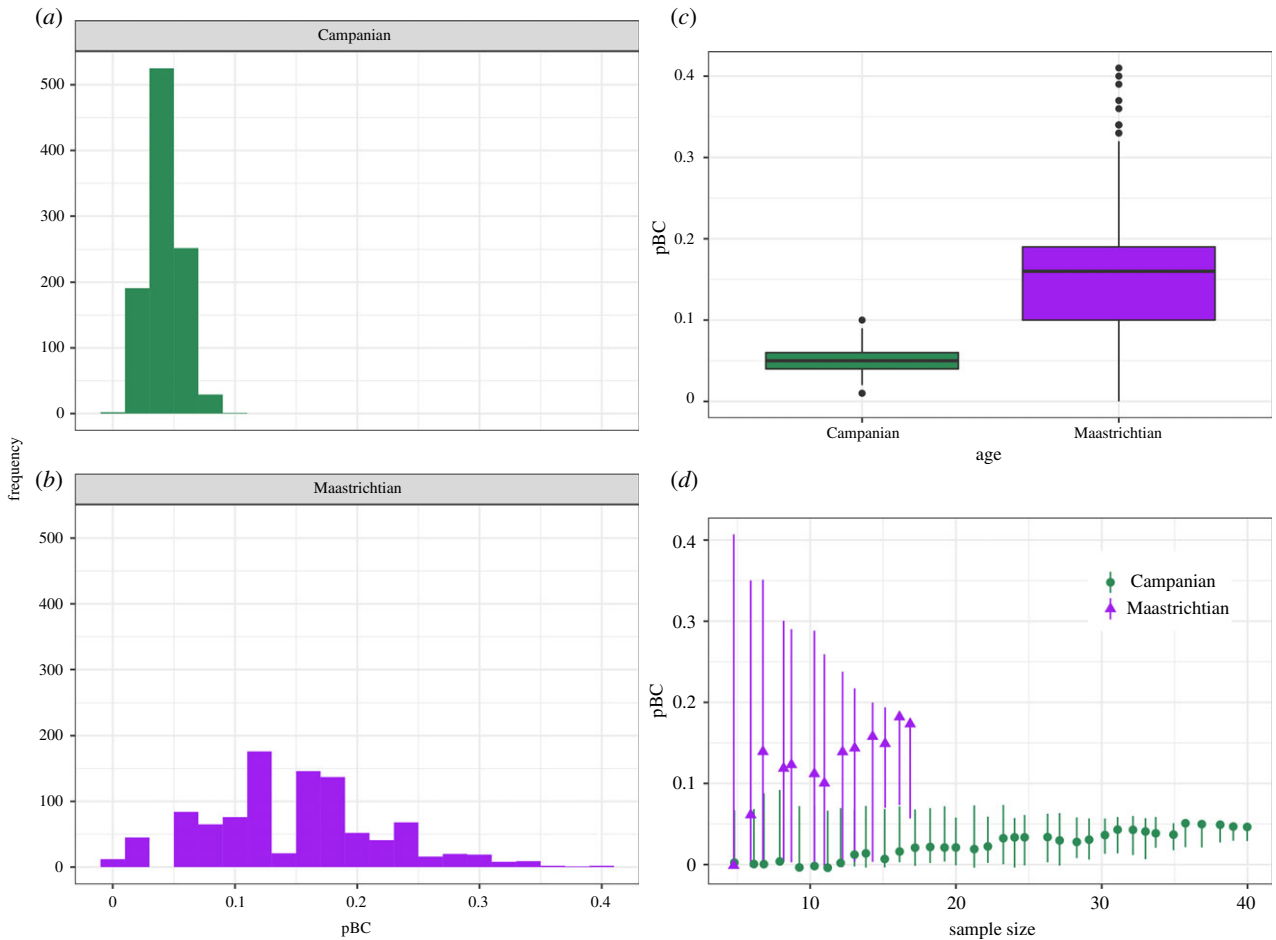 (a)
Campanian
500
400
300
200
100
0
frequency
(b)
Maastrichtian
500
400
300
200
100
0
0 0.1 0.2 0.3 0.4
pBC
(c)
0.4
0.3
0.2
0.1
0
pBC
Campanian Maastrichtian
age
(d)
0.4
0.3
0.2
0.1
0
pBC
Campanian
Maastrichtian
10 20 30 40
sample size